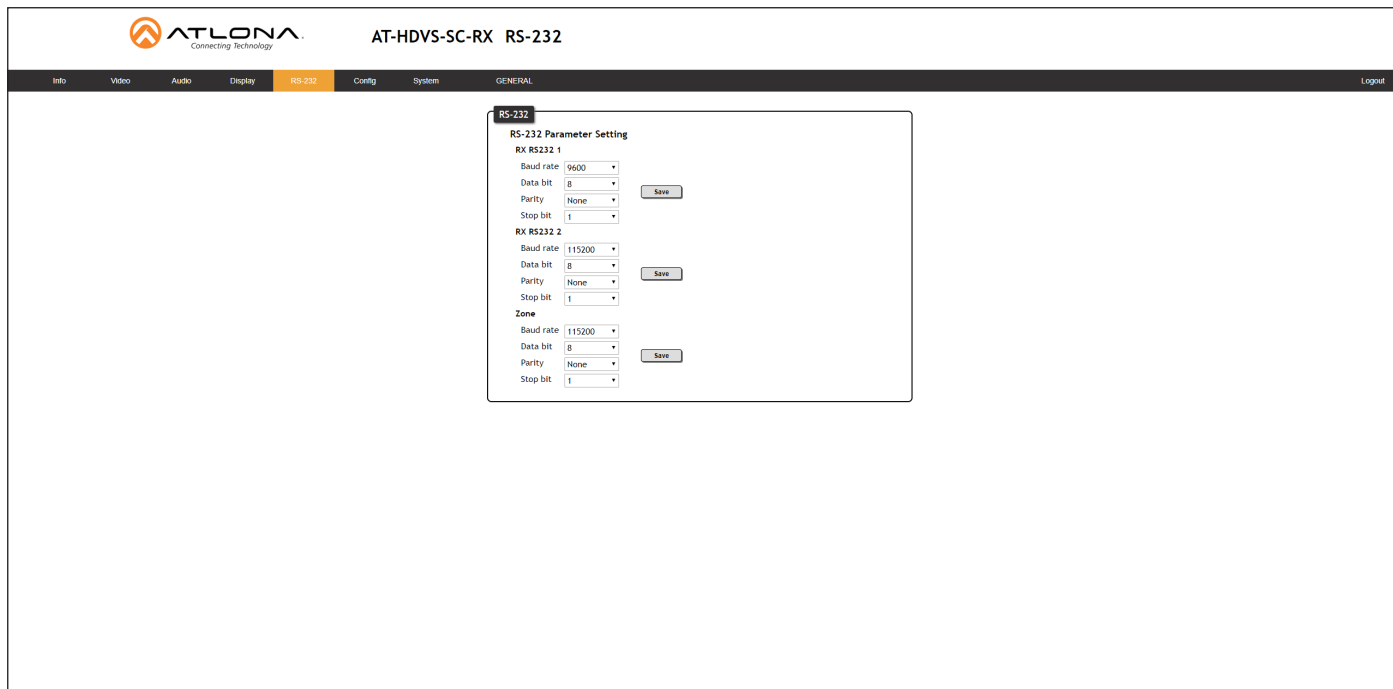 ATLONA.
Connecting Technology
AT-HDVS-SC-RX RS-232
Info Video Audio Display RS-232 Config System GENERAL Logout
RS-232
RS-232 Parameter Setting
RX RS232 1
Baud rate 9600
Data bit 8
Save
Parity None
Stop bit 1
RX RS232 2
Baud rate 115200
Data bit 8
Save
Parity None
Stop bit 1
Zone
Baud rate 115200
Data bit 8
Save
Parity None
Stop bit 1